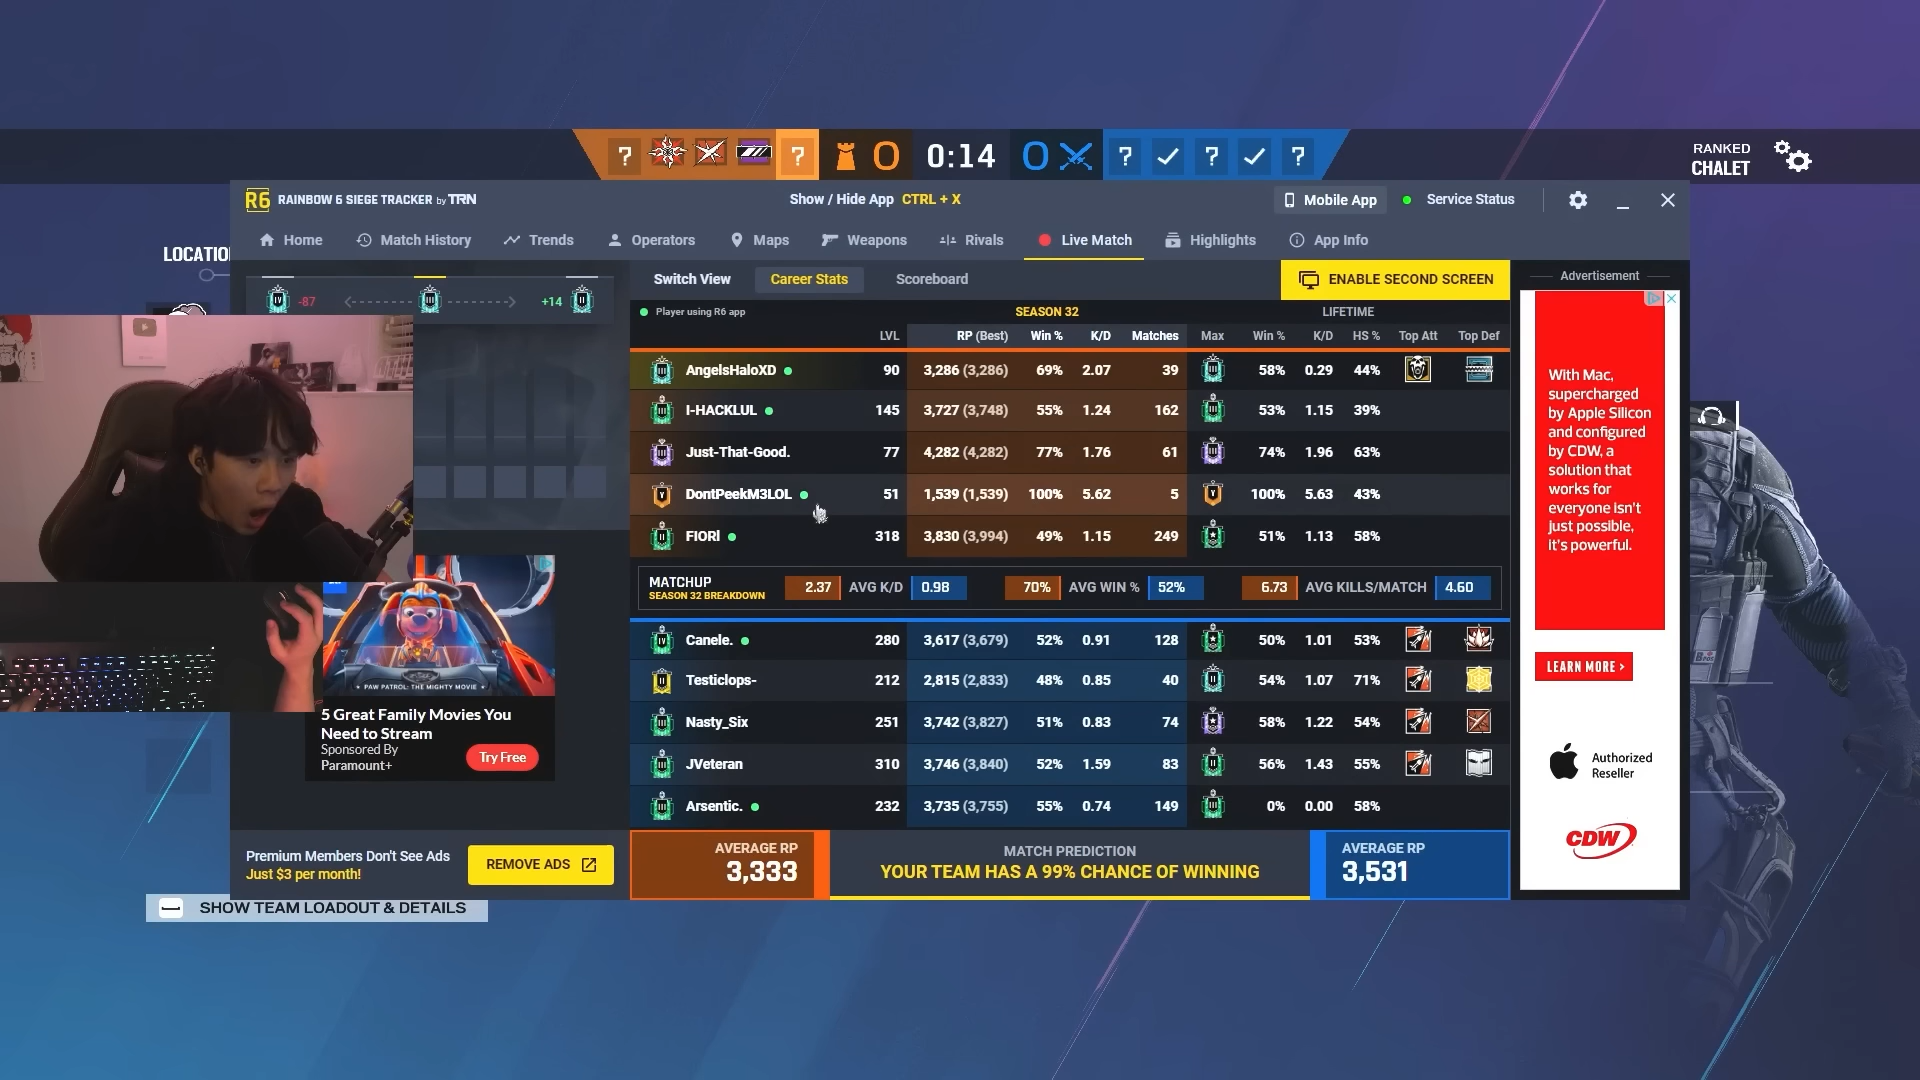 ? ? 0 0:14 0 ? ? ?
RANKED
CHALET
R6 RAINBOW 6 SIEGE TRACKER by TRN
Show / Hide App CTRL + X
Mobile App
Service Status
LOCATIO
Home Match History Trends Operators Maps Weapons Rivals Live Match Highlights App Info
Switch View Career Stats Scoreboard ENABLE SECOND SCREEN
Advertisement
IV -87 III +14 II
Player using R6 app SEASON 32 LIFETIME
LVL RP (Best) Win % K/D Matches Max Win % K/D HS % Top Att Top Def
AngelsHaloXD 90 3,286 (3,286) 69% 2.07 39 58% 0.29 44%
I-HACKLUL 145 3,727 (3,748) 55% 1.24 162 53% 1.15 39%
Just-That-Good. 77 4,282 (4,282) 77% 1.76 61 74% 1.96 63%
DontPeekM3LOL 51 1,539 (1,539) 100% 5.62 5 100% 5.63 43%
FIORI 318 3,830 (3,994) 49% 1.15 249 51% 1.13 58%
MATCHUP
SEASON 32 BREAKDOWN
2.37 AVG K/D 0.98 70% AVG WIN % 52% 6.73 AVG KILLS/MATCH 4.60
Canele. 280 3,617 (3,679) 52% 0.91 128 50% 1.01 53%
Testiclops- 212 2,815 (2,833) 48% 0.85 40 54% 1.07 71%
Nasty_Six 251 3,742 (3,827) 51% 0.83 74 58% 1.22 54%
JVeteran 310 3,746 (3,840) 52% 1.59 83 56% 1.43 55%
Arsentic. 232 3,735 (3,755) 55% 0.74 149 0% 0.00 58%
AVERAGE RP
3,333
MATCH PREDICTION
YOUR TEAM HAS A 99% CHANCE OF WINNING
AVERAGE RP
3,531
PAW PATROL: THE MIGHTY MOVIE
5 Great Family Movies You
Need to Stream
Sponsored By
Paramount+
Try Free
Premium Members Don't See Ads
Just $3 per month!
REMOVE ADS
SHOW TEAM LOADOUT & DETAILS
With Mac,
supercharged
by Apple Silicon
and configured
by CDW, a
solution that
works for
everyone isn't
just possible,
it's powerful.
LEARN MORE >
Authorized
Reseller
CDW